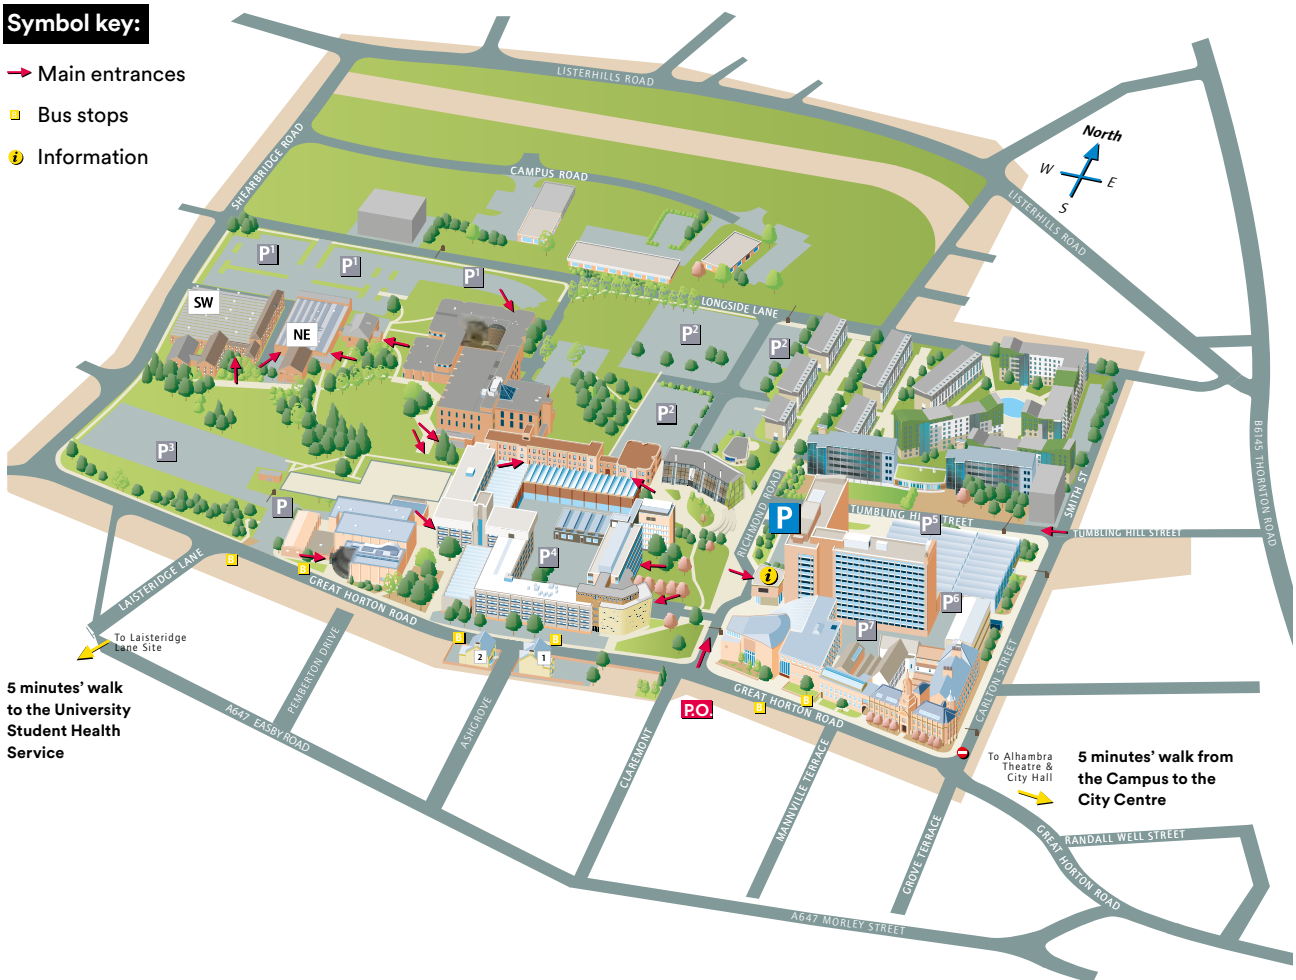 Symbol key:
Main entrances
Bus stops
i
Information
LISTERHILLS ROAD
North
W
E
S
SHEARBRIDGE ROAD
CAMPUS ROAD
LISTERHILLS ROAD
P1
P1
P1
SW
NE
LONGSIDE LANE
P2
P2
P2
P3
P
B6145 THORNTON ROAD
SMITH ST
RICHMOND ROAD
P
TUMBLING HILL STREET
P5
TUMBLING HILL STREET
P4
i
P6
P7
LAISTERIDGE LANE
B
B
GREAT HORTON ROAD
B
B
2
1
To Laisteridge
Lane Site
5 minutes' walk
to the University
Student Health
Service
PEMBERTON DRIVE
A647 EASBY ROAD
ASHGROVE
CLAREMONT
P.O.
GREAT HORTON ROAD
B
B
CARLTON STREET
MANNVILLE TERRACE
GROVE TERRACE
To Alhambra
Theatre &
City Hall
5 minutes' walk from
the Campus to the
City Centre
GREAT HORTON ROAD
RANDALL WELL STREET
A647 MORLEY STREET